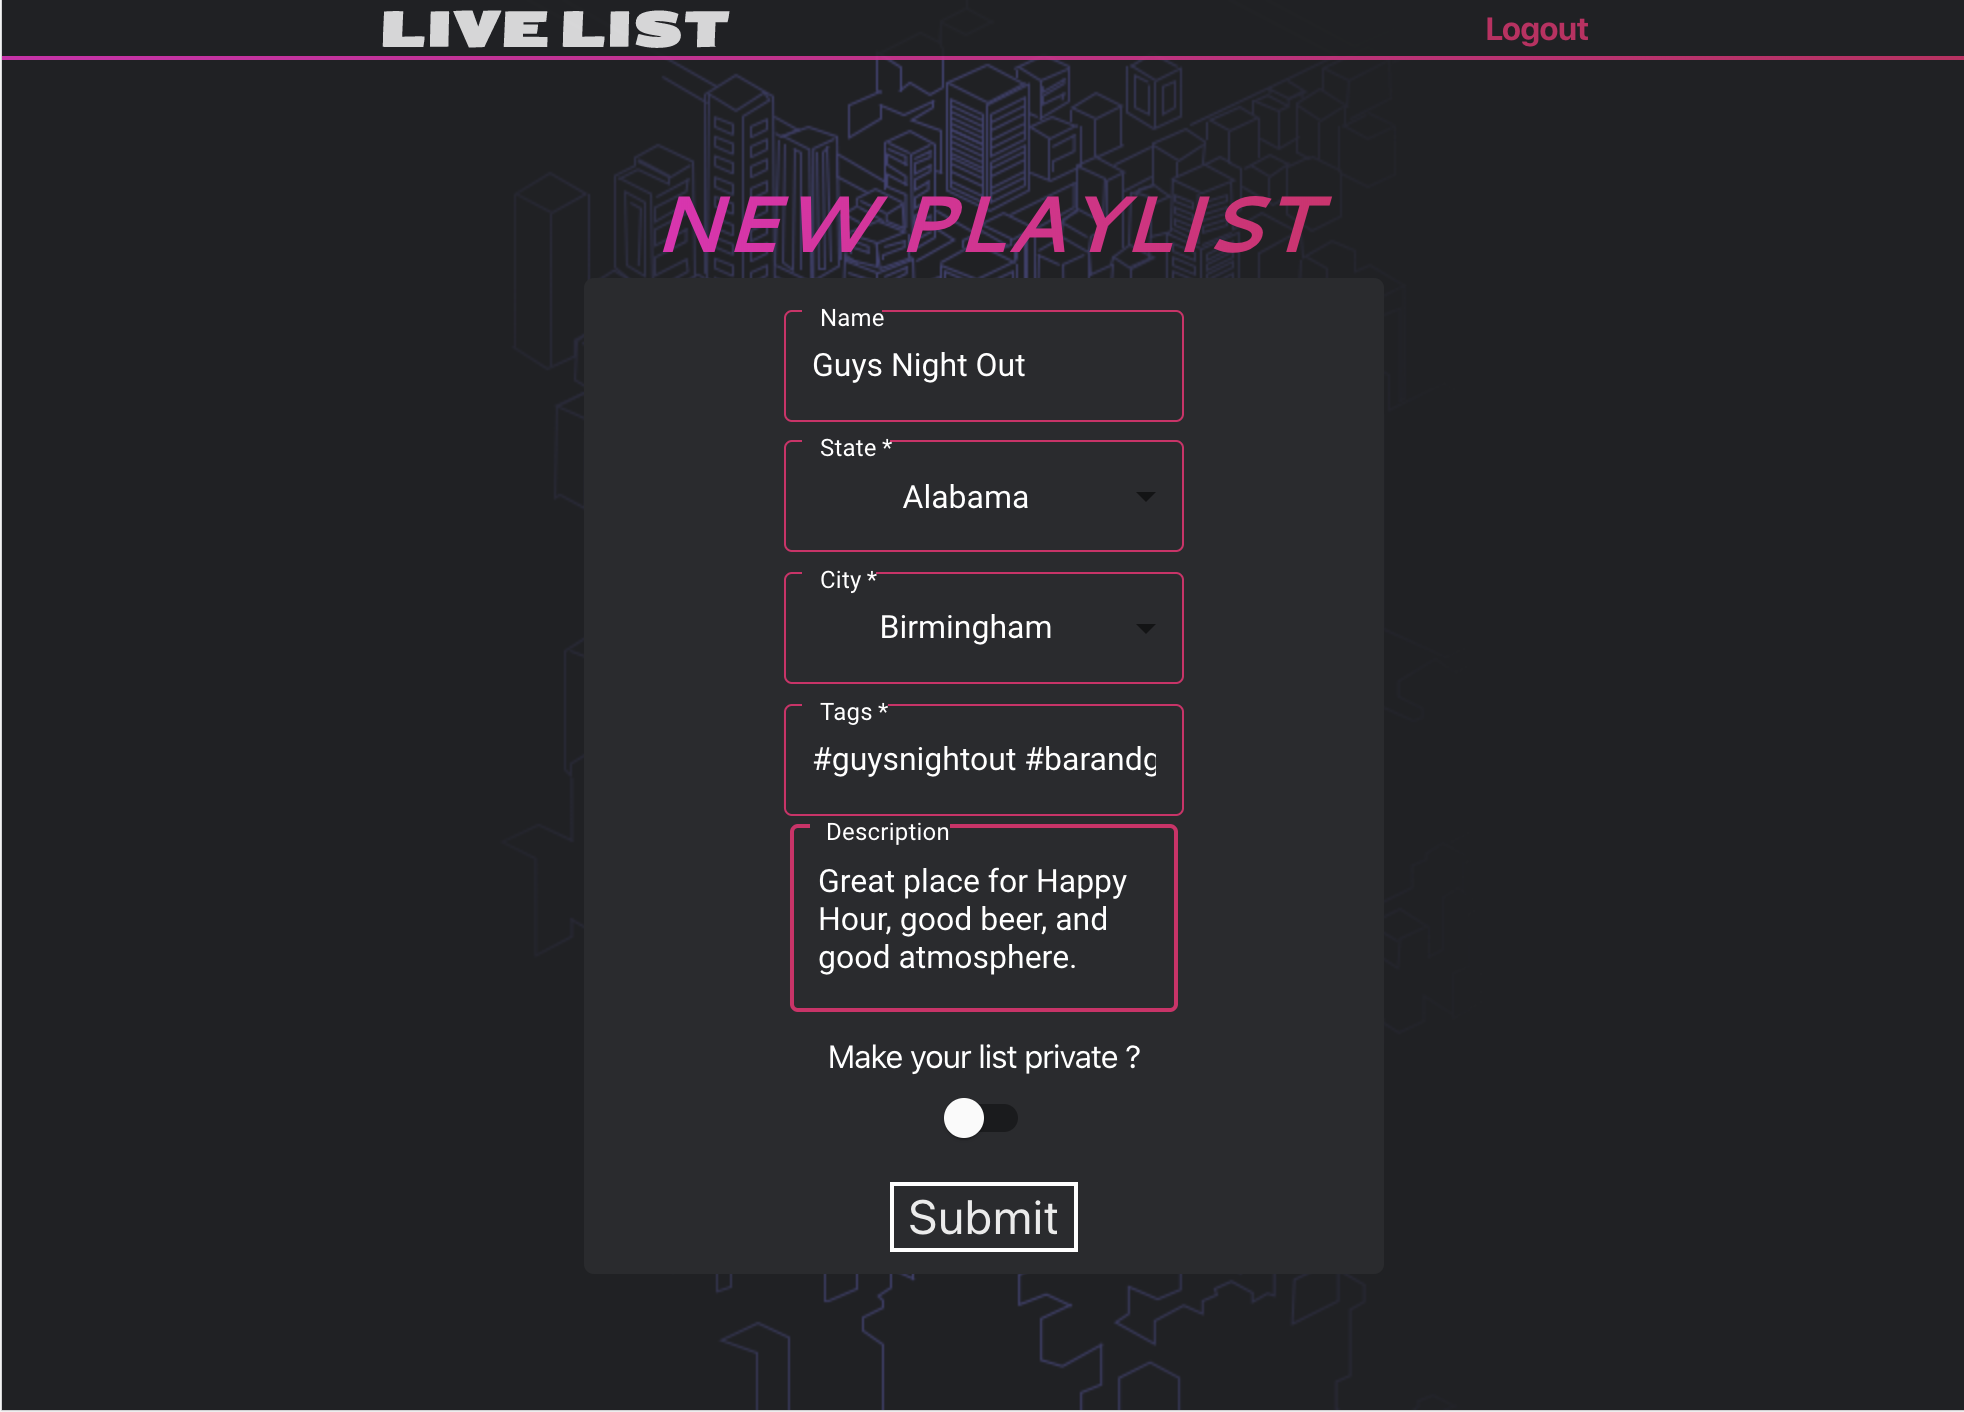 LIVE LIST
Logout
NEW PLAYLIST
Name
Guys Night Out
State *
Alabama
City *
Birmingham
Tags *
#guysnightout #barandg
Description
Great place for Happy
Hour, good beer, and
good atmosphere.
Make your list private ?
Submit